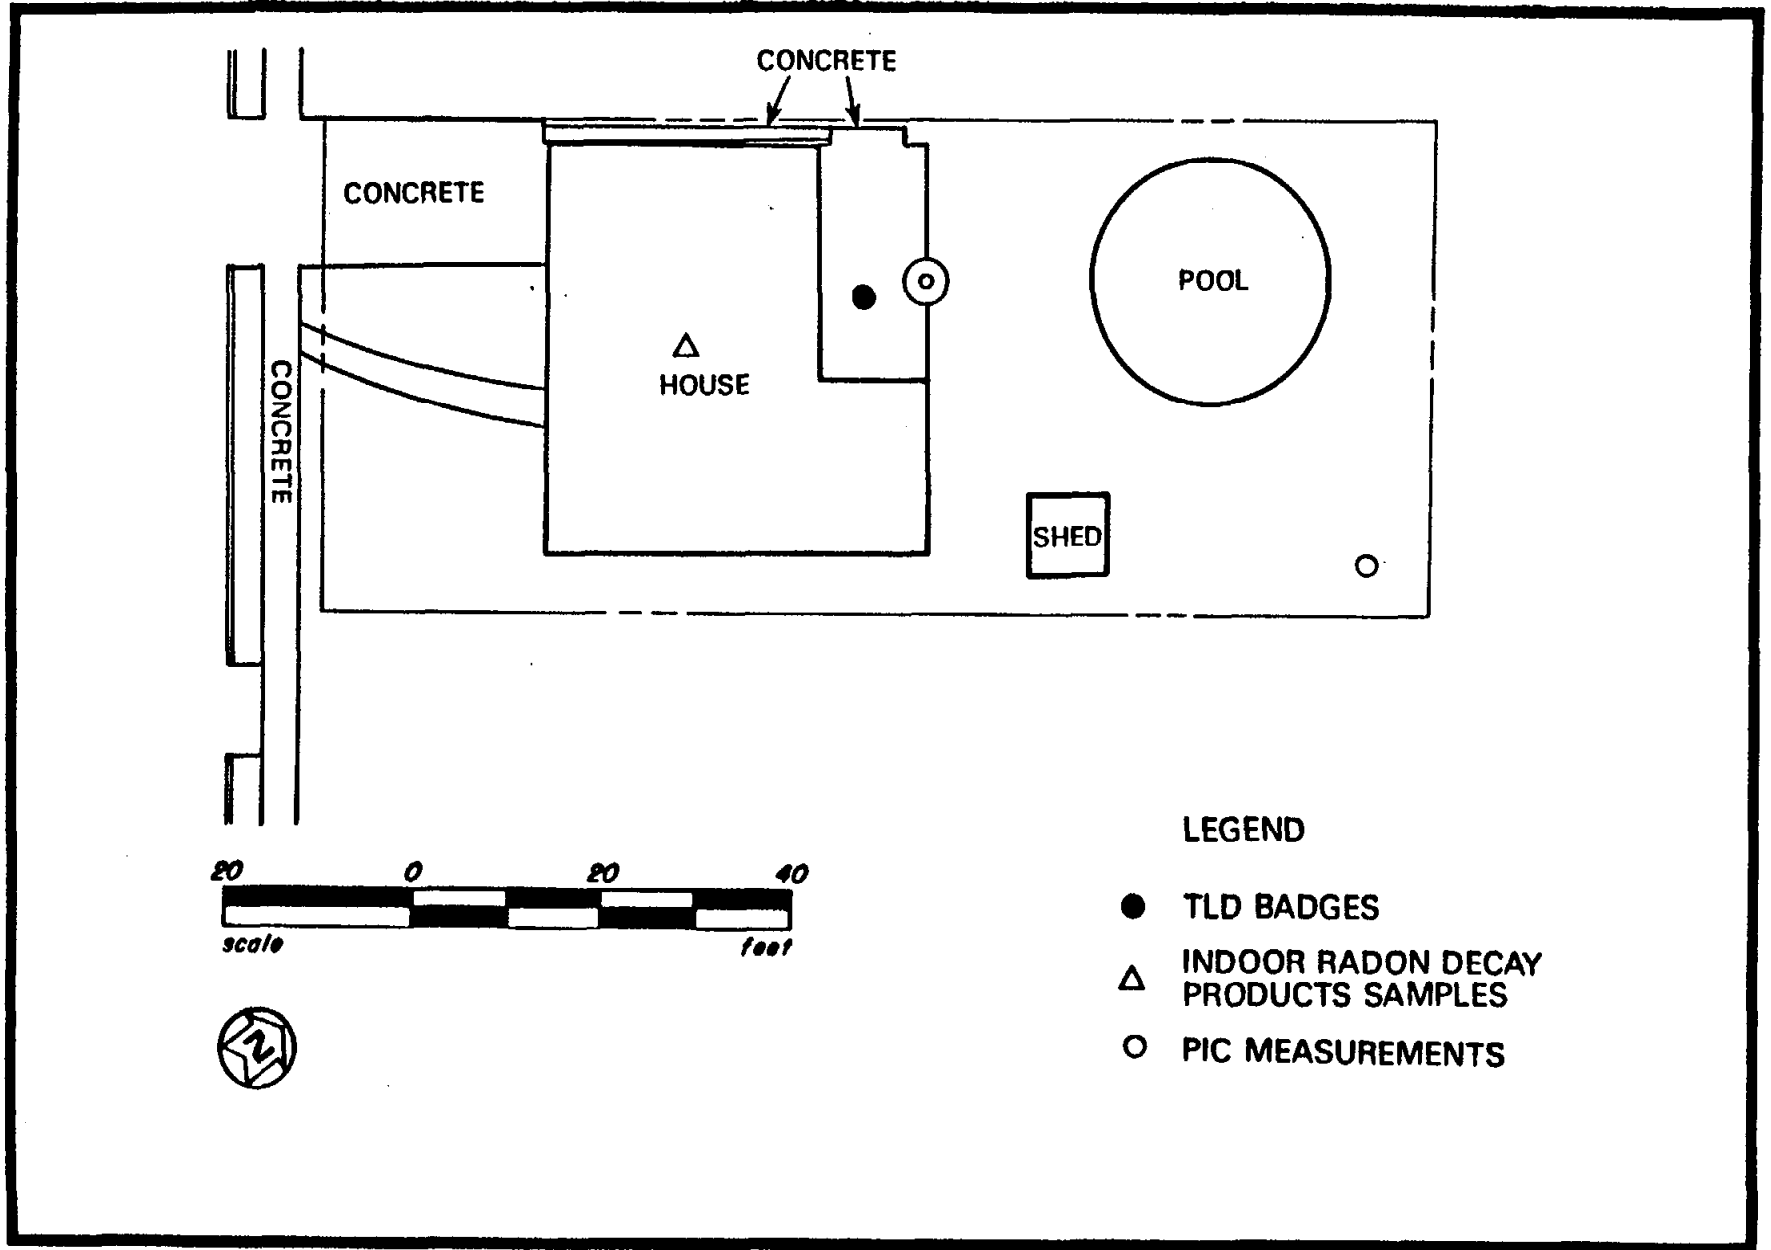 CONCRETE
CONCRETE
POOL
HOUSE
CONCRETE
SHED
LEGEND
20 0 20 40
TLD BADGES
scale feet
INDOOR RADON DECAY
PRODUCTS SAMPLES
N
PIC MEASUREMENTS